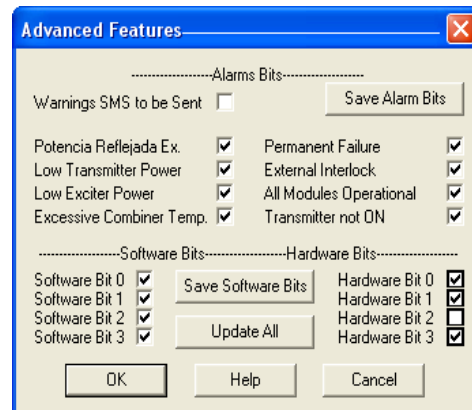 Advanced Features
Alarms Bits
Warnings SMS to be Sent
Save Alarm Bits
Potencia Reflejada Ex.
Permanent Failure
Low Transmitter Power
External Interlock
Low Exciter Power
All Modules Operational
Excessive Combiner Temp.
Transmitter not ON
Software Bits
Hardware Bits
Software Bit 0
Software Bit 1
Software Bit 2
Software Bit 3
Save Software Bits
Update All
Hardware Bit 0
Hardware Bit 1
Hardware Bit 2
Hardware Bit 3
OK
Help
Cancel